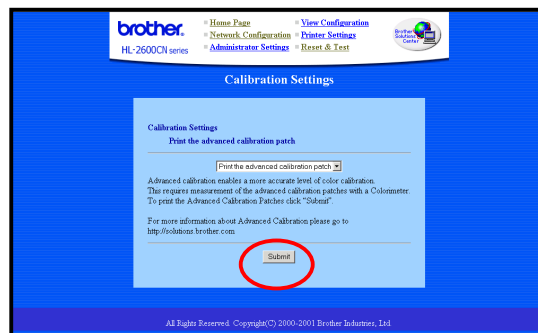 brother.
HL-2600CN series
Home Page
View Configuration
Network Configuration
Printer Settings
Administrator Settings
Reset & Test
Brother Solutions Center
Calibration Settings
Calibration Settings
Print the advanced calibration patch
Print the advanced calibration patch
Advanced calibration enables a more accurate level of color calibration.
This requires measurement of the advanced calibration patches with a Colorimeter.
To print the Advanced Calibration Patches click "Submit".
For more information about Advanced Calibration please go to
http://solutions.brother.com
Submit
All Rights Reserved. Copyright(C) 2000-2001 Brother Industries, Ltd